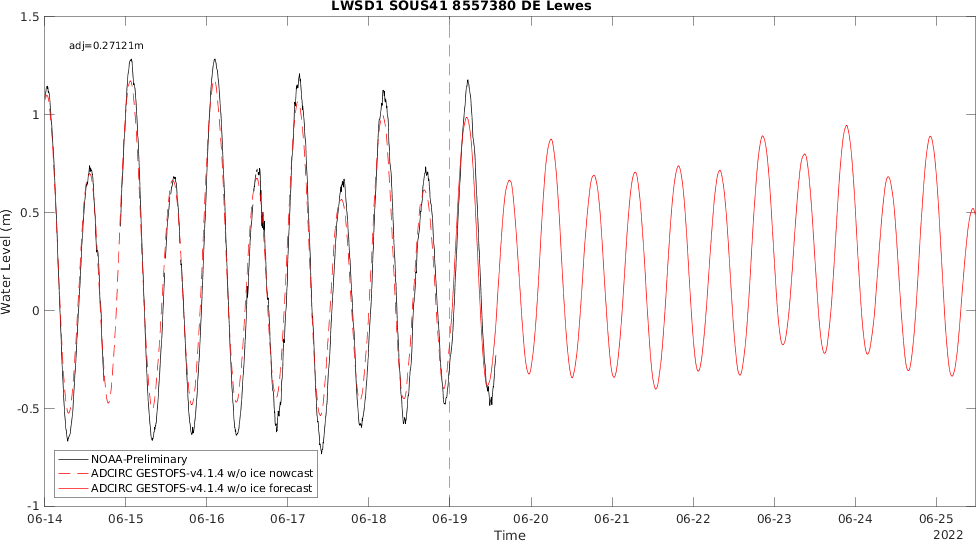 LWSD1 SOUS41 8557380 DE Lewes
adj=0.27121m
Water Level (m)
1.5
1
0.5
0
-0.5
-1
NOAA-Preliminary
ADCIRC GESTOFS-v4.1.4 w/o ice nowcast
ADCIRC GESTOFS-v4.1.4 w/o ice forecast
06-14 06-15 06-16 06-17 06-18 06-19 06-20 06-21 06-22 06-23 06-24 06-25
Time
2022